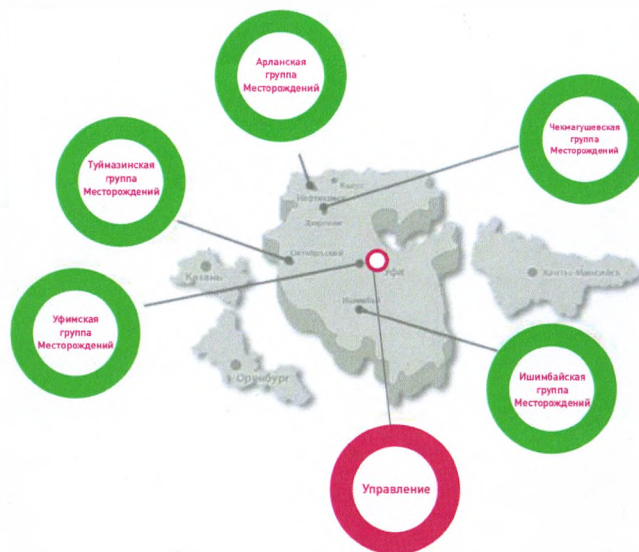 Арланская
группа
Месторождений
Чекмагушевская
группа
Месторождений
Туймазинская
группа
Месторождений
Нефтекамск
Дюртюли
Октябрьский
Уфа
Казань
Ханты-Мансийск
Ишимбай
Уфимская
группа
Месторождений
Оренбург
Ишимбайская
группа
Месторождений
Управление